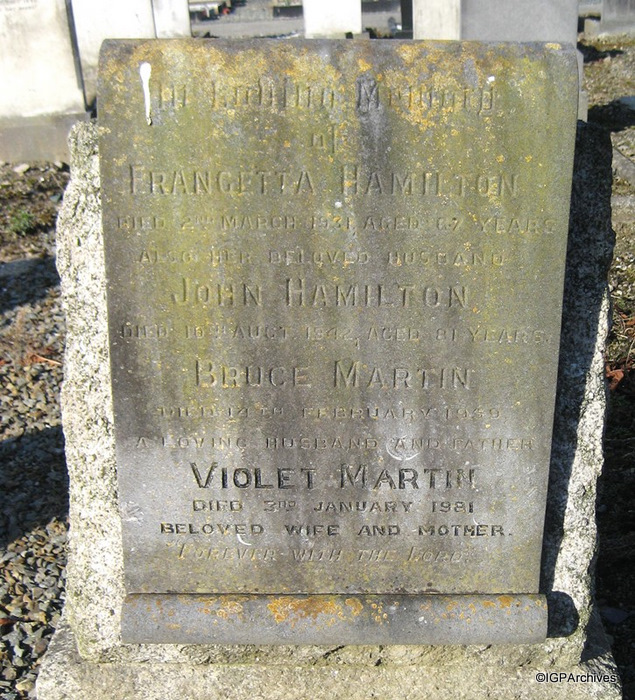 In Loving Memory
of
Frangetta Hamilton
Died 2nd March 1931, aged 67 years
also her beloved husband
John Hamilton
Died 10th Augt 1942, aged 81 years.
Bruce Martin
Died 14th February 1959.
A loving husband and father
Violet Martin
Died 3rd January 1981
Beloved wife and mother.
"Forever with the Lord"
©IGPArchives